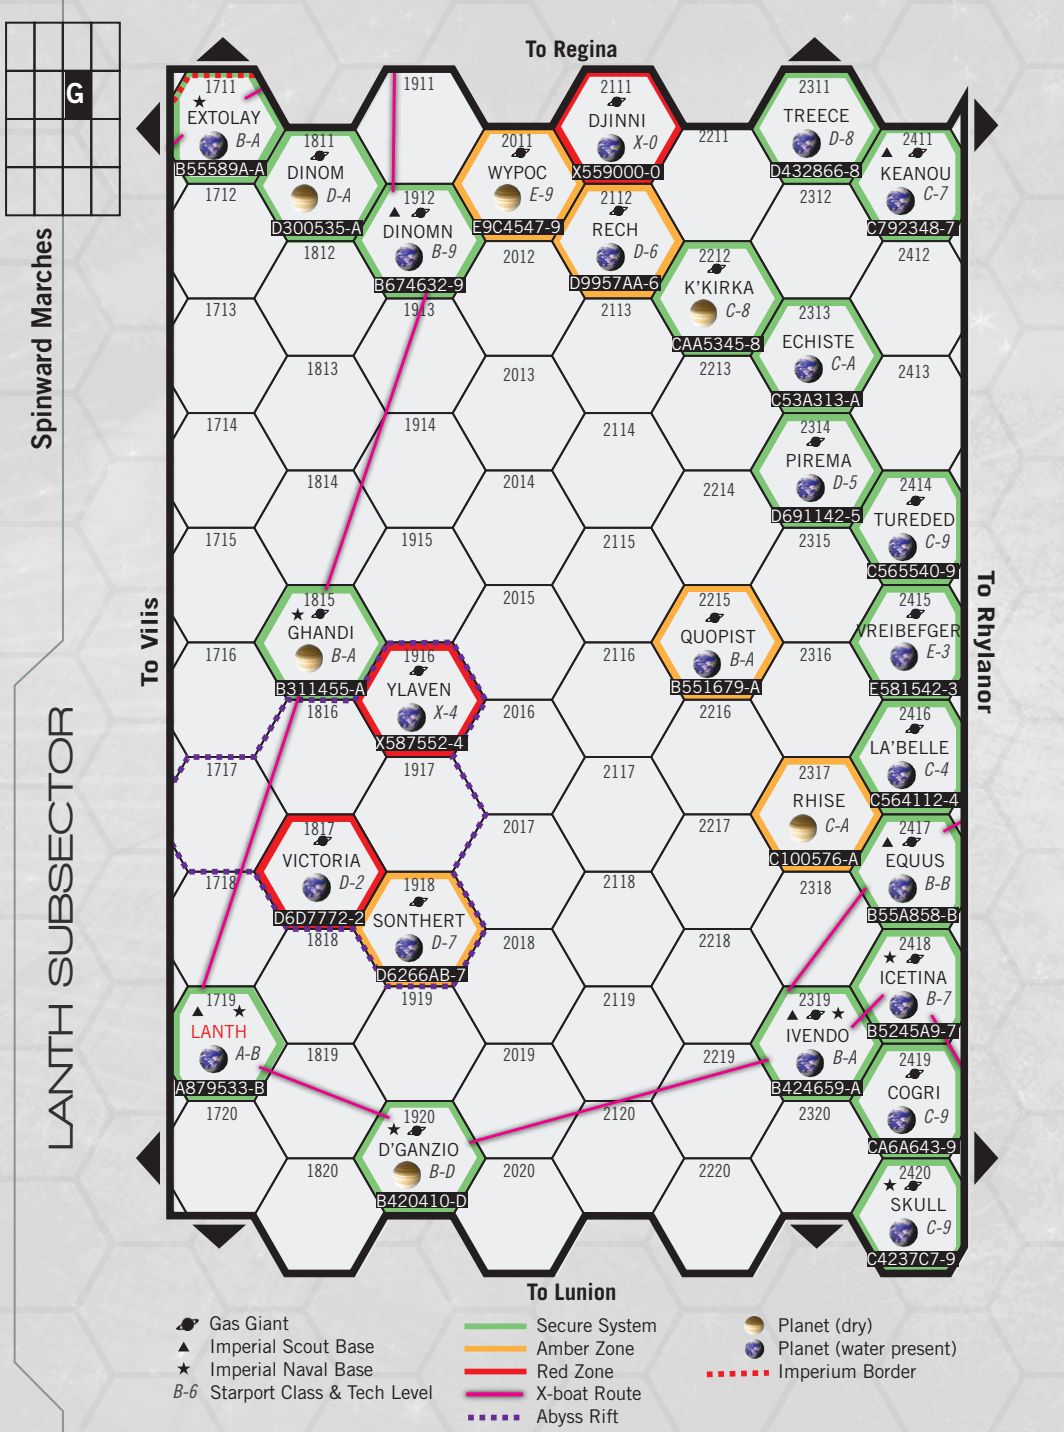 To Regina
G
Spinward Marches
LANTH SUBSECTOR
To Vilis
To Rhylanor
1711
EXTOLAY
B-A
B55589A-A
1712
1713
1714
1715
1716
1717
1718
1719
LANTH
A-B
A879533-B
1720
1811
DINOM
D-A
D300535-A
1812
1813
1814
1815
GHANDI
B-A
B311455-A
1816
1817
VICTORIA
D-2
D6D7772-2
1818
1819
1820
1911
1912
DINOMN
B-9
B674632-9
1913
1914
1915
1916
YLAVEN
X-4
X587552-4
1917
1918
SONTHERT
D-7
D6266AB-7
1919
1920
D'GANZIO
B-D
B420410-D
2011
WYPOC
E-9
E9C4547-9
2012
2013
2014
2015
2016
2017
2018
2019
2020
2111
DJINNI
X-0
X559000-0
2112
RECH
D-6
D9957AA-6
2113
2114
2115
2116
2117
2118
2119
2120
2211
2212
K'KIRKA
C-8
CAA5345-8
2213
2214
2215
QUOPIST
B-A
B551679-A
2216
2217
2218
2219
2220
2311
TREECE
D-8
D432866-8
2312
2313
ECHISTE
C-A
C53A313-A
2314
PIREMA
D-5
D691142-5
2315
2316
2317
RHISE
C-A
C100576-A
2318
2319
IVENDO
B-A
B424659-A
2320
2411
KEANOU
C-7
C792348-7
2412
2413
2414
TUREDED
C-9
C565540-9
2415
VREIBEFGER
E-3
E581542-3
2416
LA'BELLE
C-4
C564112-4
2417
EQUUS
B-B
B55A858-B
2418
ICETINA
B-7
B5245A9-7
2419
COGRI
C-9
CA6A643-9
2420
SKULL
C-9
C4237C7-9
To Lunion
Gas Giant
Imperial Scout Base
Imperial Naval Base
B-6 Starport Class & Tech Level
Secure System
Amber Zone
Red Zone
X-boat Route
Abyss Rift
Planet (dry)
Planet (water present)
Imperium Border